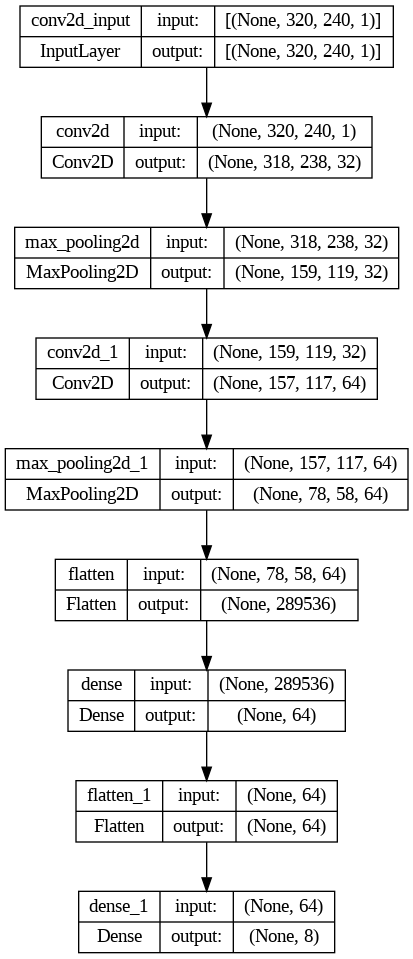 conv2d_input input: [(None, 320, 240, 1)]
InputLayer output: [(None, 320, 240, 1)]
conv2d input: (None, 320, 240, 1)
Conv2D output: (None, 318, 238, 32)
max_pooling2d input: (None, 318, 238, 32)
MaxPooling2D output: (None, 159, 119, 32)
conv2d_1 input: (None, 159, 119, 32)
Conv2D output: (None, 157, 117, 64)
max_pooling2d_1 input: (None, 157, 117, 64)
MaxPooling2D output: (None, 78, 58, 64)
flatten input: (None, 78, 58, 64)
Flatten output: (None, 289536)
dense input: (None, 289536)
Dense output: (None, 64)
flatten_1 input: (None, 64)
Flatten output: (None, 64)
dense_1 input: (None, 64)
Dense output: (None, 8)